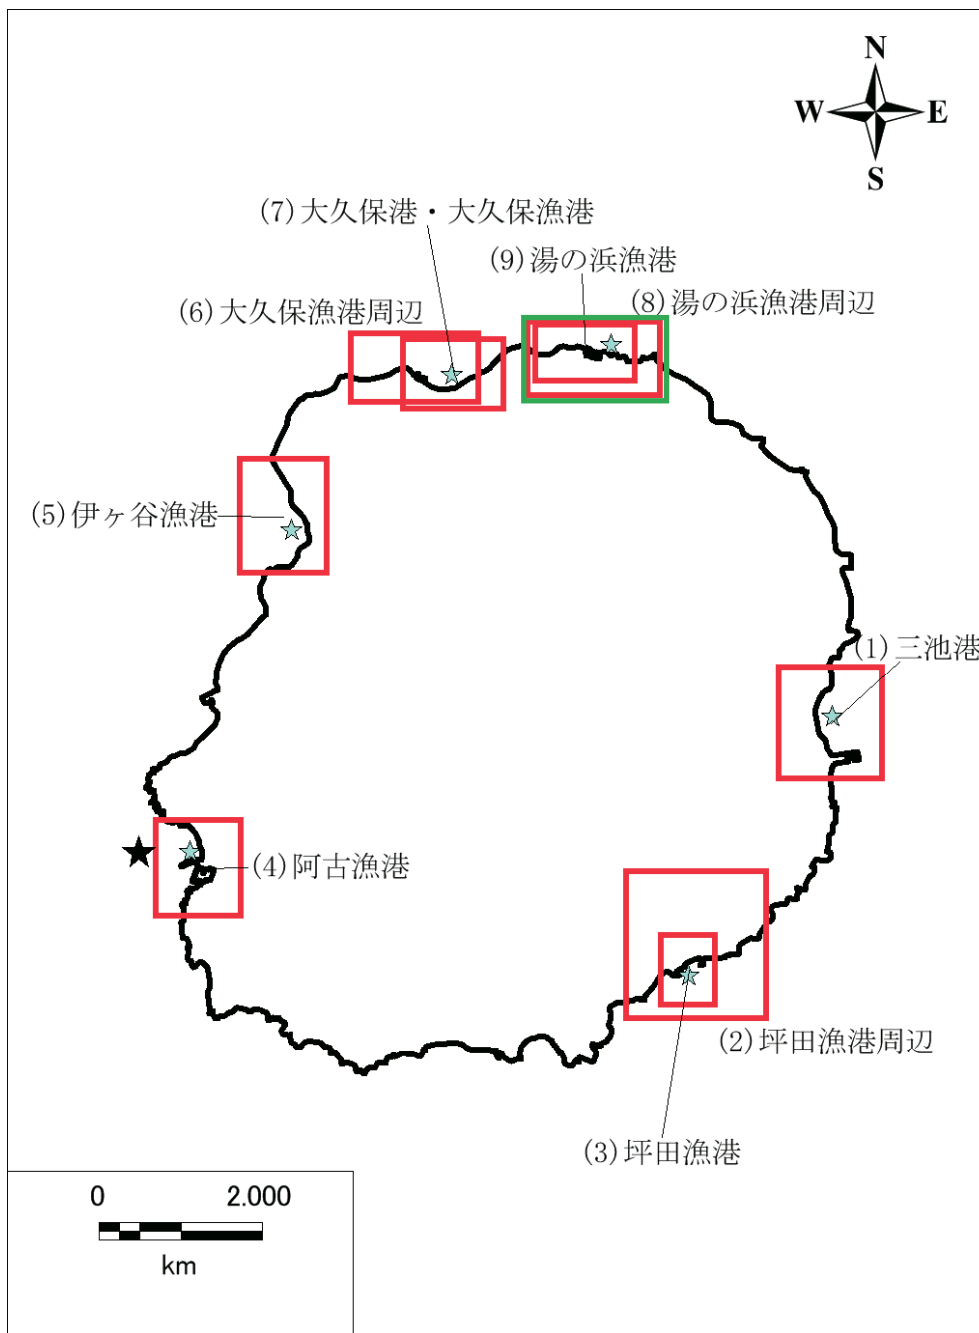 N
W E
S
(7)大久保港・大久保漁港
(9)湯の浜漁港
(8)湯の浜漁港周辺
(6)大久保漁港周辺
(5)伊ヶ谷漁港
(1)三池港
(4)阿古漁港
(2)坪田漁港周辺
(3)坪田漁港
0 2.000
km